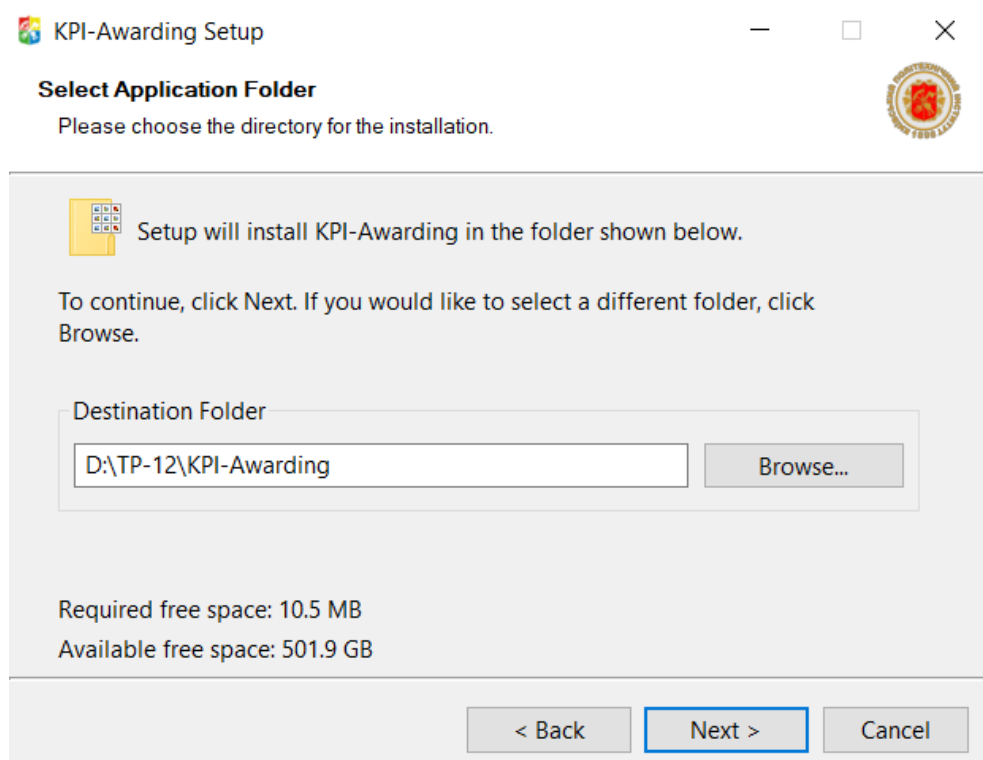 KPI-Awarding Setup
Select Application Folder
Please choose the directory for the installation.
Setup will install KPI-Awarding in the folder shown below.
To continue, click Next. If you would like to select a different folder, click
Browse.
Destination Folder
D:\TP-12\KPI-Awarding
Browse...
Required free space: 10.5 MB
Available free space: 501.9 GB
< Back
Next >
Cancel